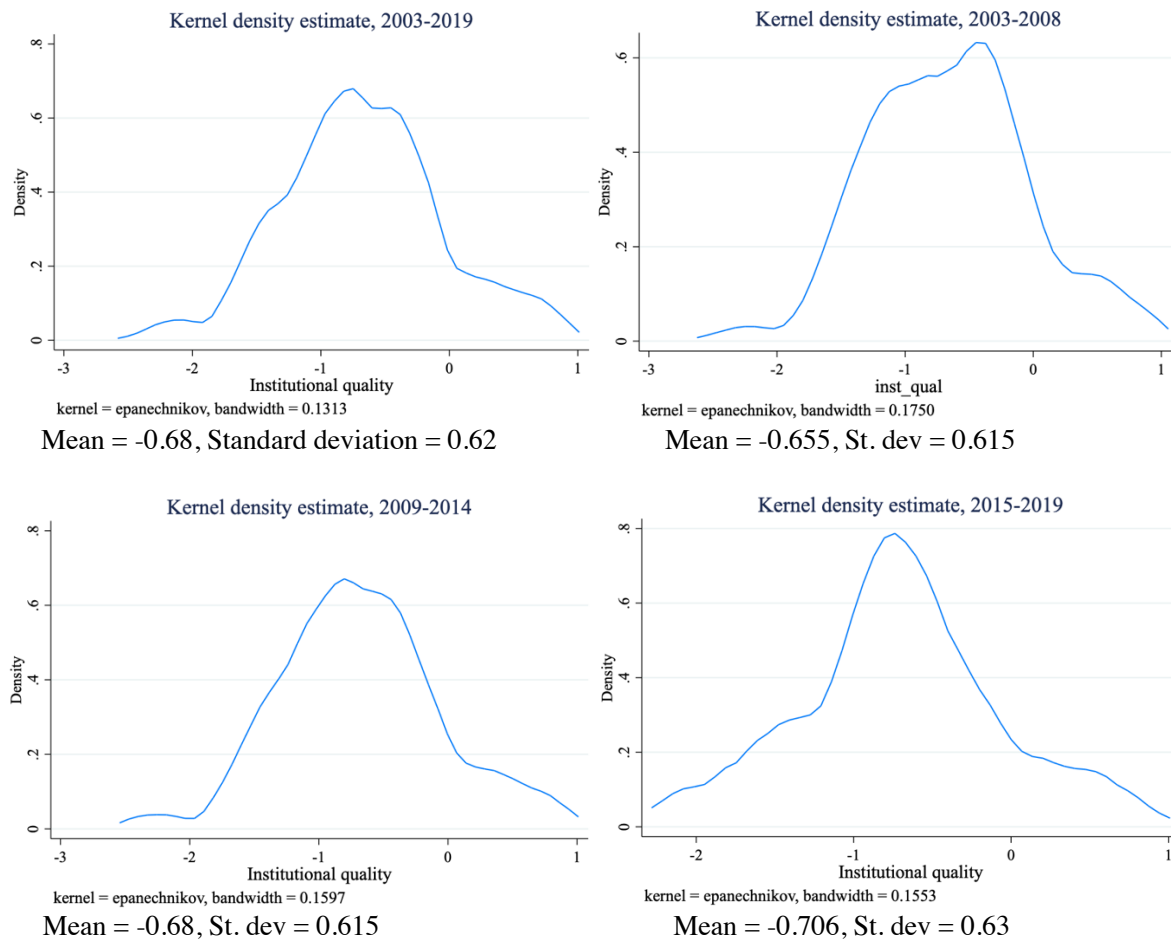 Kernel density estimate, 2003-2019
Density
.8
.6
.4
.2
0
-3 -2 -1 0 1
Institutional quality
kernel = epanechnikov, bandwidth = 0.1313
Mean = -0.68, Standard deviation = 0.62
Kernel density estimate, 2003-2008
Density
.6
.4
.2
0
-3 -2 -1 0 1
inst_qual
kernel = epanechnikov, bandwidth = 0.1750
Mean = -0.655, St. dev = 0.615
Kernel density estimate, 2009-2014
Density
.8
.6
.4
.2
0
-3 -2 -1 0 1
Institutional quality
kernel = epanechnikov, bandwidth = 0.1597
Mean = -0.68, St. dev = 0.615
Kernel density estimate, 2015-2019
Density
.8
.6
.4
.2
0
-2 -1 0 1
Institutional quality
kernel = epanechnikov, bandwidth = 0.1553
Mean = -0.706, St. dev = 0.63